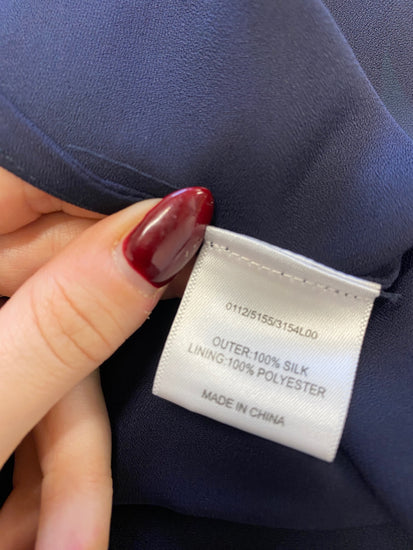 0112/5155/3154L00
OUTER:100% SILK
LINING:100% POLYESTER
MADE IN CHINA